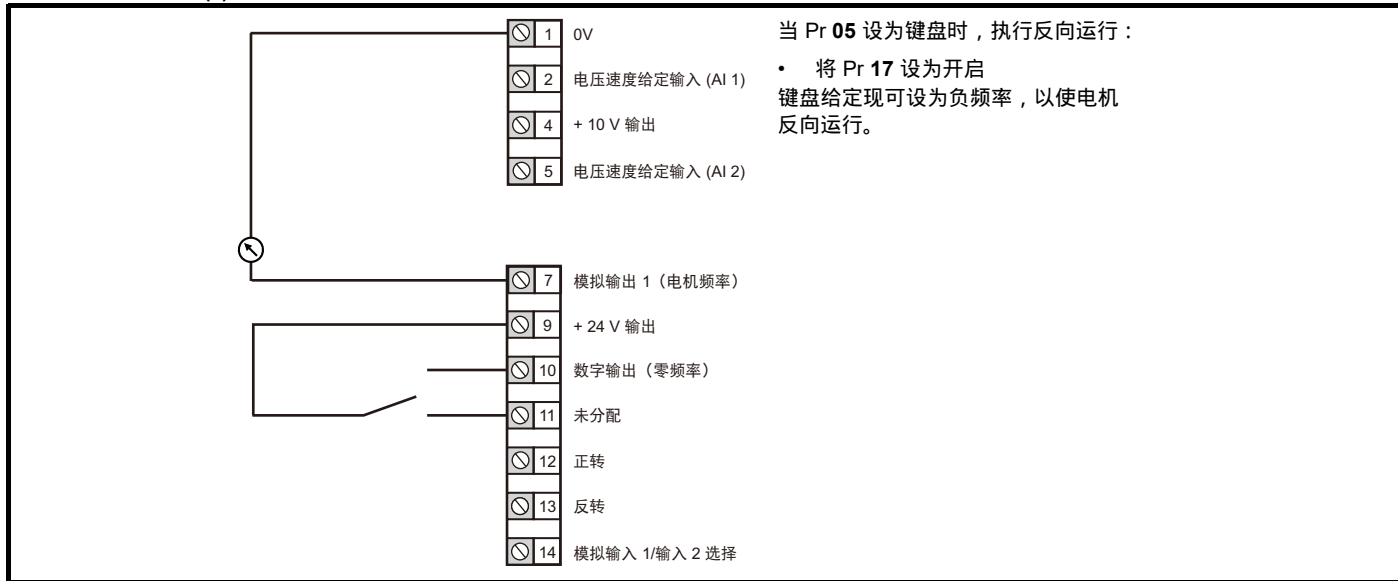 1 0V
2 电压速度给定输入 (AI 1)
4 + 10 V 输出
5 电压速度给定输入 (AI 2)
7 模拟输出 1（电机频率）
9 + 24 V 输出
10 数字输出（零频率）
11 未分配
12 正转
13 反转
14 模拟输入 1/输入 2 选择
当 Pr 05 设为键盘时，执行反向运行：
• 将 Pr 17 设为开启
键盘给定现可设为负频率，以使电机
反向运行。